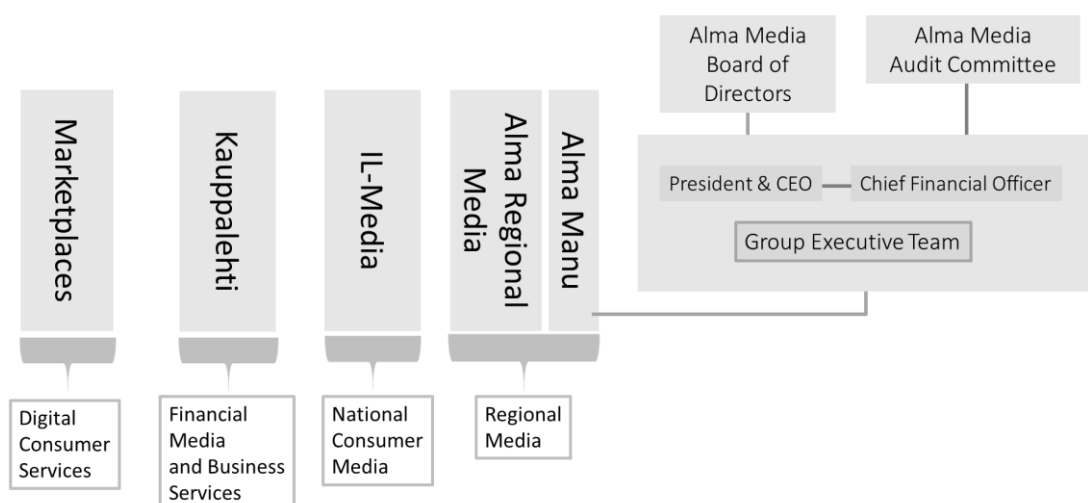 Marketplaces
Kauppalehti
IL-Media
Alma Regional
Media
Alma Manu
Alma Media
Board of
Directors
Alma Media
Audit Committee
President & CEO
Chief Financial Officer
Group Executive Team
Digital
Consumer
Services
Financial
Media
and Business
Services
National
Consumer
Media
Regional
Media